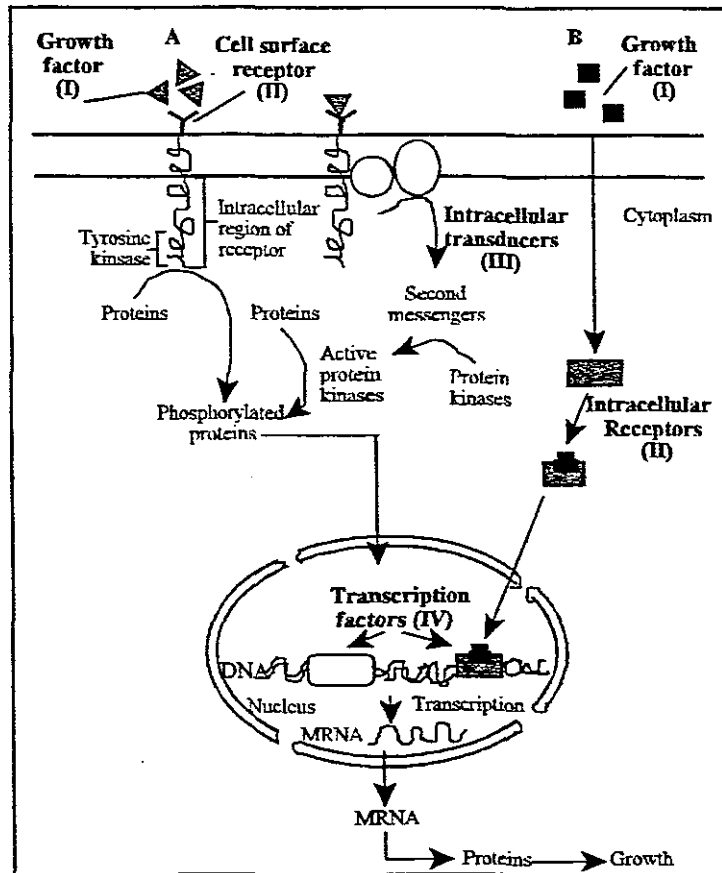 A
B
Growth
factor
(I)
Cell surface
receptor
(II)
Growth
factor
(I)
Tyrosine
kinsase
Intracellular
region of
receptor
Intracellular
transducers
(III)
Cytoplasm
Proteins
Proteins
Second
messengers
Active
protein
kinases
Protein
kinases
Phosphorylated
proteins
Intracellular
Receptors
(II)
Transcription
factors (IV)
DNA
Nucleus
Transcription
MRNA
MRNA
Proteins
Growth